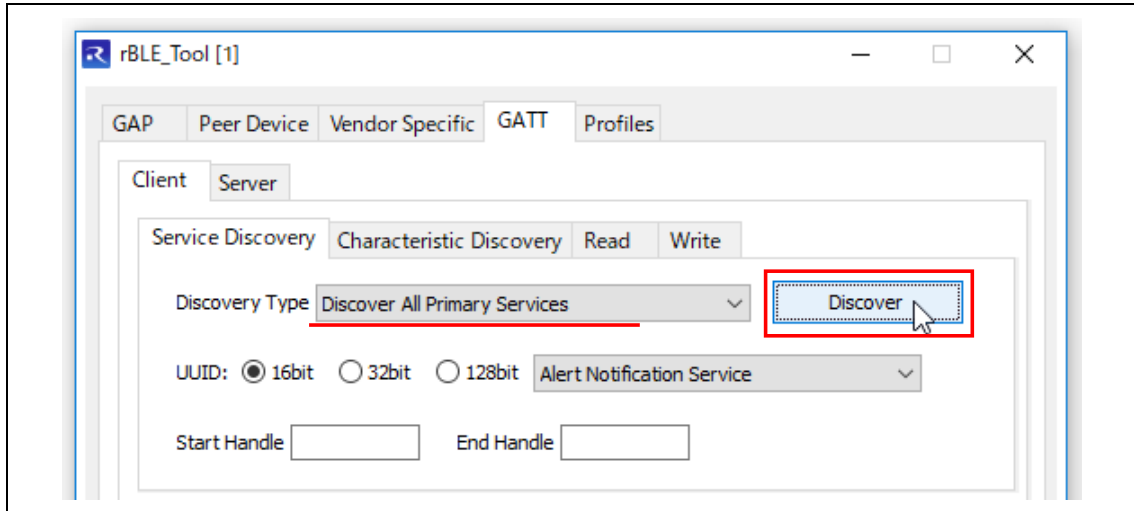 rBLE_Tool [1]
GAP Peer Device Vendor Specific GATT Profiles
Client Server
Service Discovery Characteristic Discovery Read Write
Discovery Type Discover All Primary Services Discover
UUID: 16bit 32bit 128bit Alert Notification Service
Start Handle End Handle